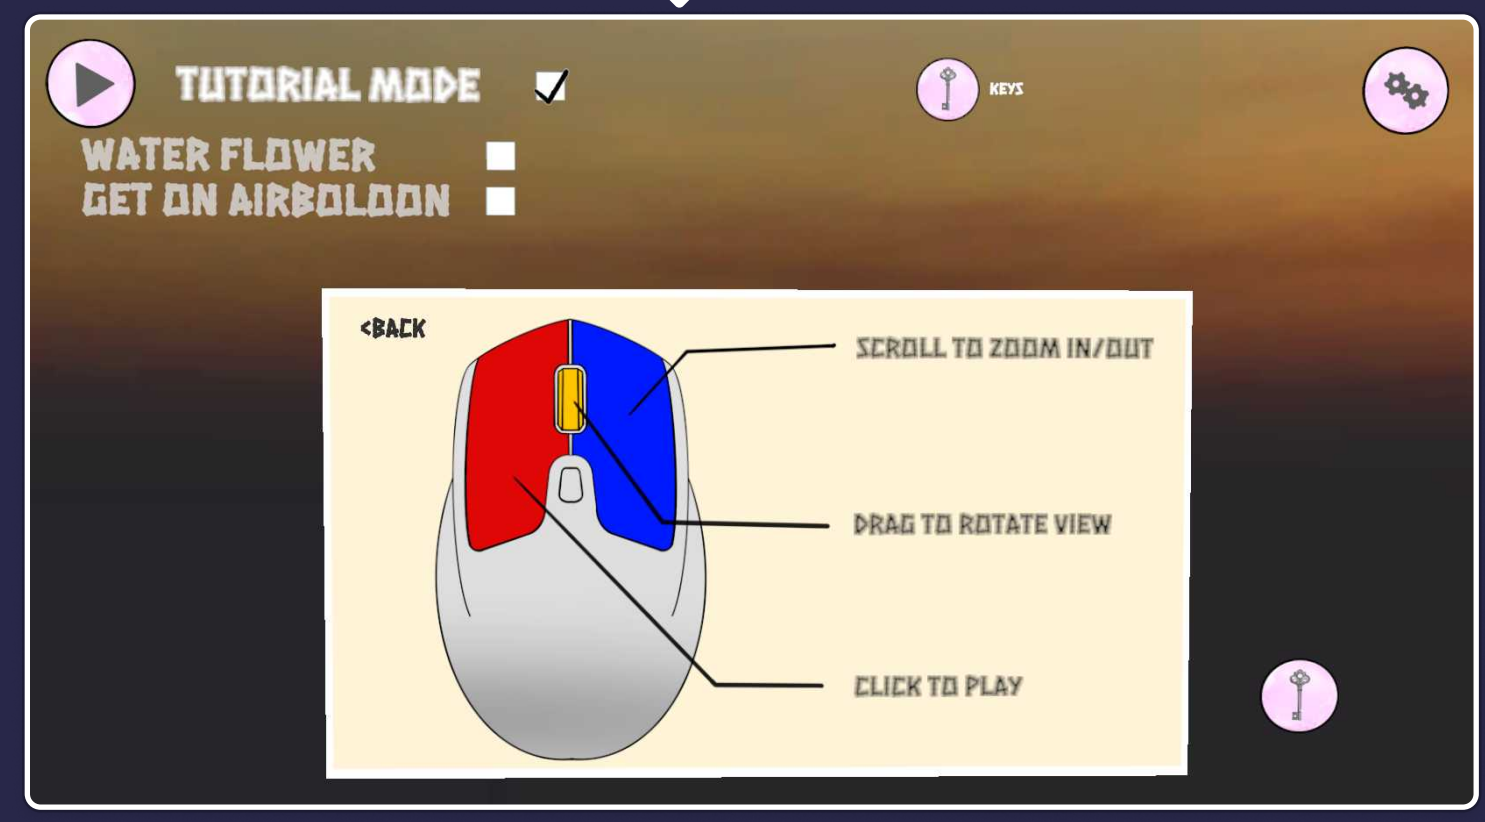 TUTORIAL MODE
KEYS
WATER FLOWER
GET ON AIRBOLOON
<BACK
SCROLL TO ZOOM IN/OUT
DRAG TO ROTATE VIEW
CLICK TO PLAY